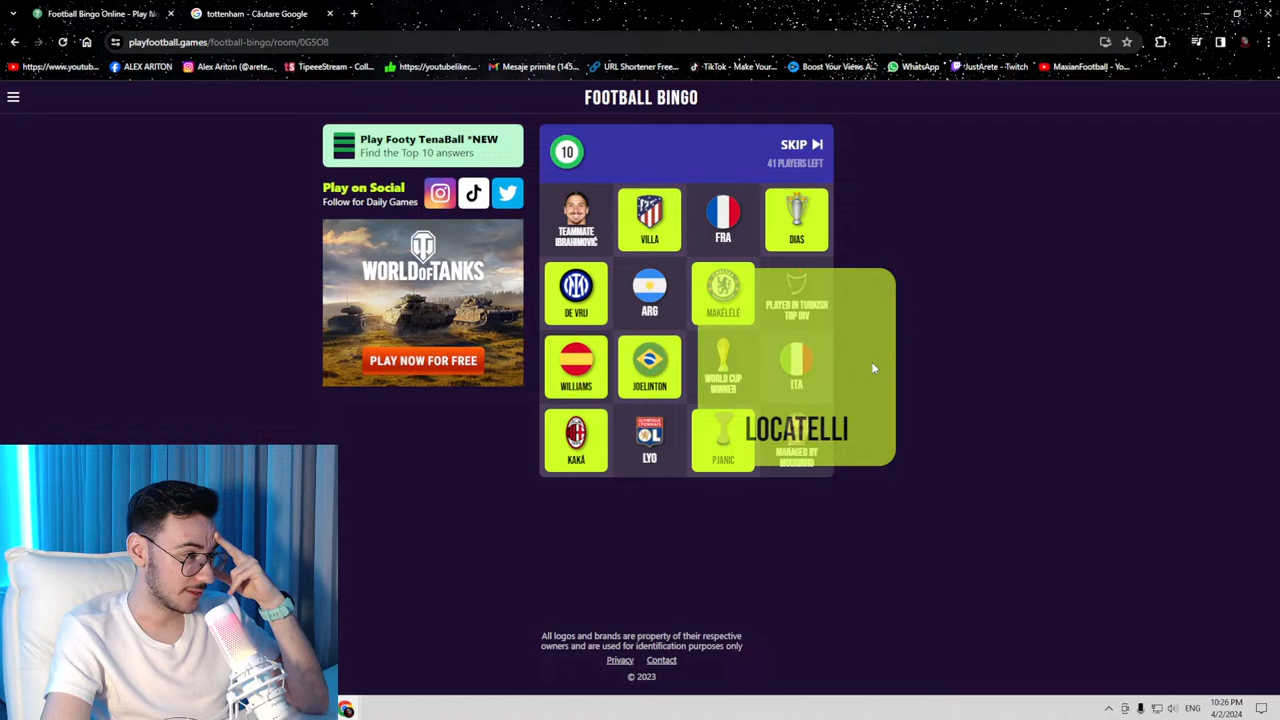 Football Bingo Online - Play No
tottenham - Căutare Google
playfootball.games/football-bingo/room/0G5O8
https://www.youtub...
ALEX ARITON
Alex Ariton (@arete...
TipeeeStream - Coll...
https://youtubelikec...
Mesaje primite (145...
URL Shortener Free...
TikTok - Make Your...
Boost Your Views A...
WhatsApp
JustArete - Twitch
MaxianFootball - Yo...
FOOTBALL BINGO
Play Footy TenaBall *NEW
Find the Top 10 answers
Play on Social
Follow for Daily Games
WORLD OF TANKS
PLAY NOW FOR FREE
10
SKIP
41 PLAYERS LEFT
TEAMMATE
IBRAHIMOVIĆ
VILLA
FRA
DIAS
DE VRIJ
ARG
MAKÉLÉLÉ
PLAYED IN TURKISH
TOP DIV
WILLIAMS
JOELINTON
WORLD CUP
WINNER
ITA
KAKÁ
LYO
PJANIC
MANAGED BY
MOURINHO
LOCATELLI
All logos and brands are property of their respective
owners and are used for identification purposes only
Privacy
Contact
© 2023
ENG
10:26 PM
4/2/2024